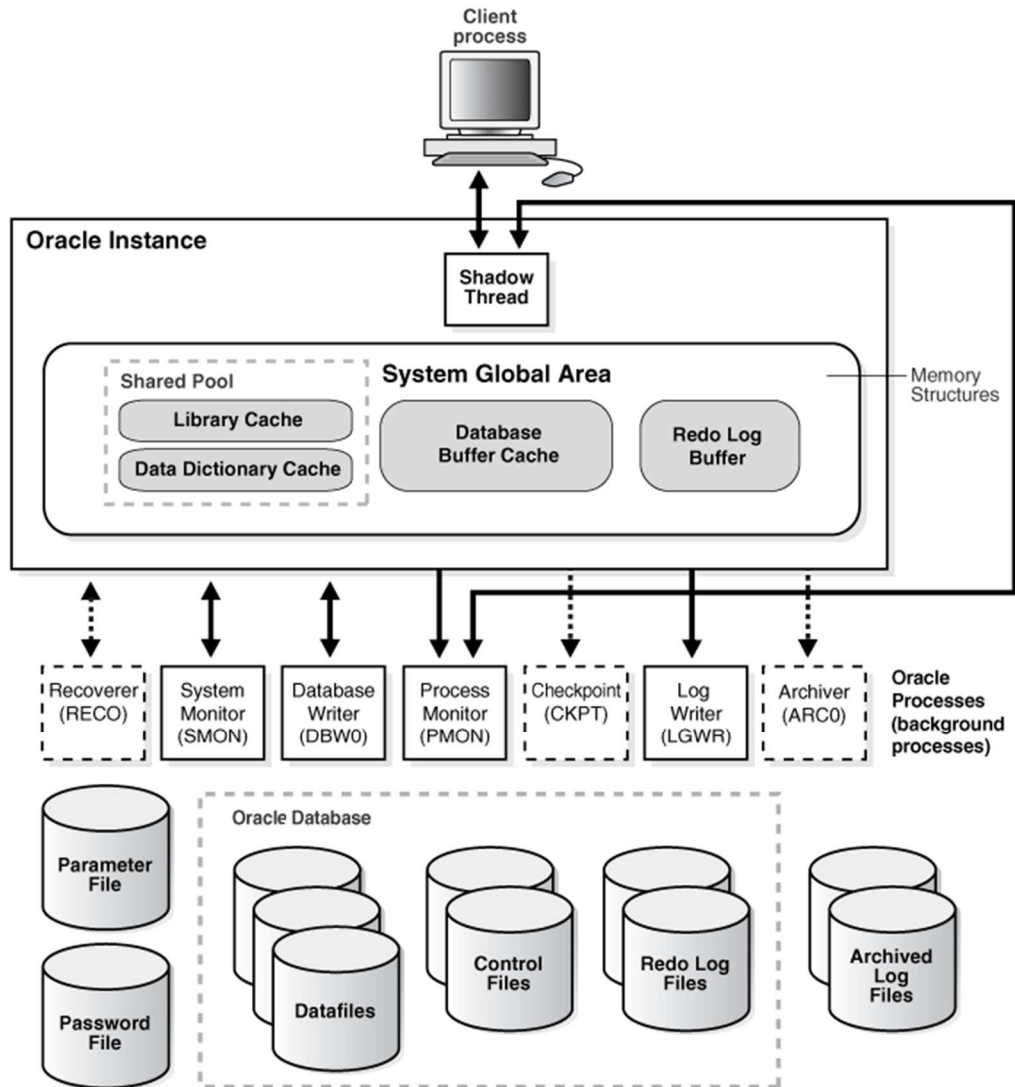 Client
process
Oracle Instance
Shadow
Thread
Shared Pool
System Global Area
Memory
Structures
Library Cache
Data Dictionary Cache
Database
Buffer Cache
Redo Log
Buffer
Recoverer
(RECO)
System
Monitor
(SMON)
Database
Writer
(DBW0)
Process
Monitor
(PMON)
Checkpoint
(CKPT)
Log
Writer
(LGWR)
Archiver
(ARC0)
Oracle
Processes
(background
processes)
Parameter
File
Password
File
Oracle Database
Datafiles
Control
Files
Redo Log
Files
Archived
Log
Files